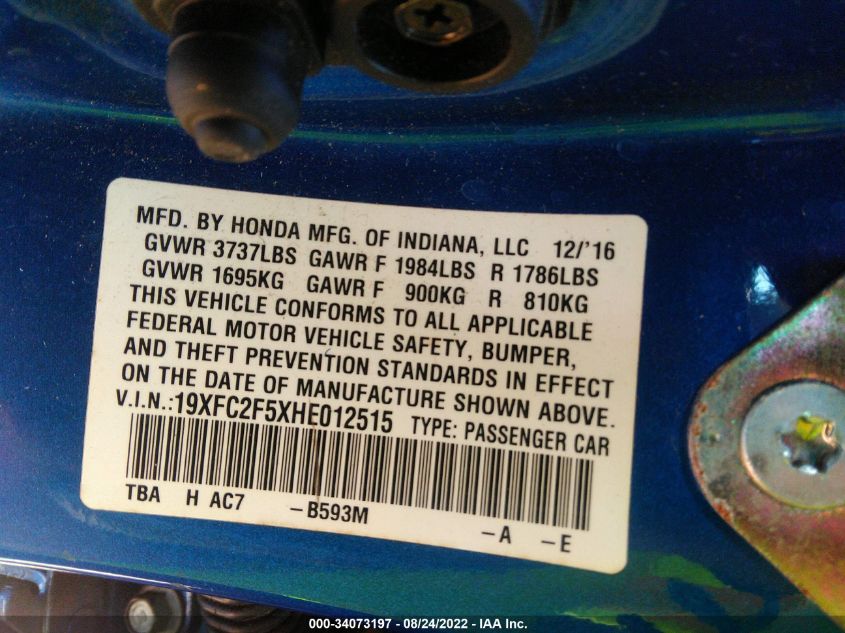 MFD. BY HONDA MFG. OF INDIANA, LLC 12/'16
GVWR 3737LBS GAWR F 1984LBS R 1786LBS
GVWR 1695KG GAWR F 900KG R 810KG
THIS VEHICLE CONFORMS TO ALL APPLICABLE
FEDERAL MOTOR VEHICLE SAFETY, BUMPER,
AND THEFT PREVENTION STANDARDS IN EFFECT
ON THE DATE OF MANUFACTURE SHOWN ABOVE.
V.I.N.:19XFC2F5XHE012515 TYPE: PASSENGER CAR
TBA H AC7 -B593M -A -E
000-34073197 - 08/24/2022 - IAA Inc.